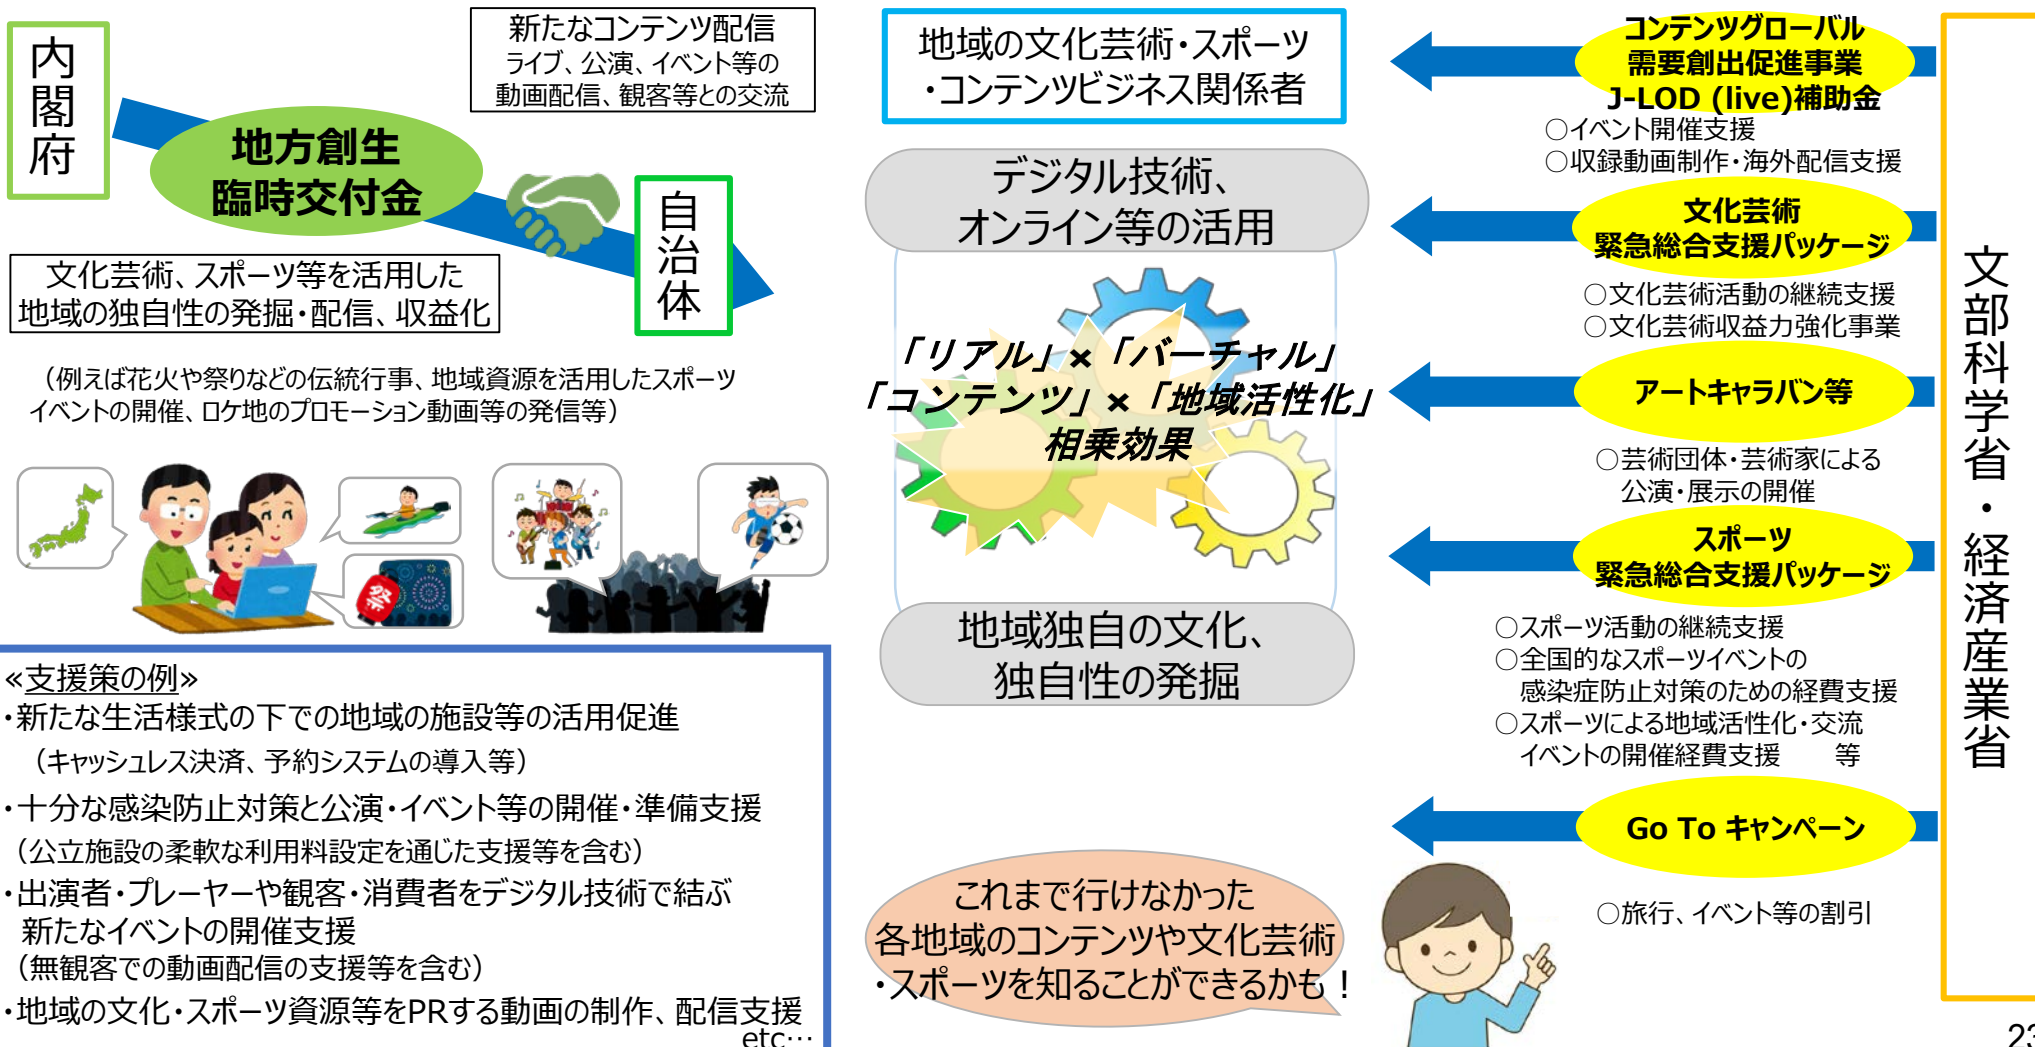 内閣府
地方創生
臨時交付金
新たなコンテンツ配信
ライブ、公演、イベント等の
動画配信、観客等との交流
自治体
文化芸術、スポーツ等を活用した
地域の独自性の発掘・配信、収益化
（例えば花火や祭りなどの伝統行事、地域資源を活用したスポーツ
イベントの開催、ロケ地のプロモーション動画等の発信等）
祭
≪支援策の例≫
・新たな生活様式の下での地域の施設等の活用促進
（キャッシュレス決済、予約システムの導入等）
・十分な感染防止対策と公演・イベント等の開催・準備支援
（公立施設の柔軟な利用料設定を通じた支援等を含む）
・出演者・プレーヤーや観客・消費者をデジタル技術で結ぶ
新たなイベントの開催支援
（無観客での動画配信の支援等を含む）
・地域の文化・スポーツ資源等をPRする動画の制作、配信支援
etc…
地域の文化芸術・スポーツ
・コンテンツビジネス関係者
デジタル技術、
オンライン等の活用
「リアル」×「バーチャル」
「コンテンツ」×「地域活性化」
相乗効果
地域独自の文化、
独自性の発掘
これまで行けなかった
各地域のコンテンツや文化芸術
・スポーツを知ることができるかも！
コンテンツグローバル
需要創出促進事業
J-LOD (live)補助金
○イベント開催支援
○収録動画制作・海外配信支援
文化芸術
緊急総合支援パッケージ
○文化芸術活動の継続支援
○文化芸術収益力強化事業
アートキャラバン等
○芸術団体・芸術家による
公演・展示の開催
スポーツ
緊急総合支援パッケージ
○スポーツ活動の継続支援
○全国的なスポーツイベントの
感染症防止対策のための経費支援
○スポーツによる地域活性化・交流
イベントの開催経費支援　　等
Go To キャンペーン
○旅行、イベント等の割引
文部科学省・経済産業省
23